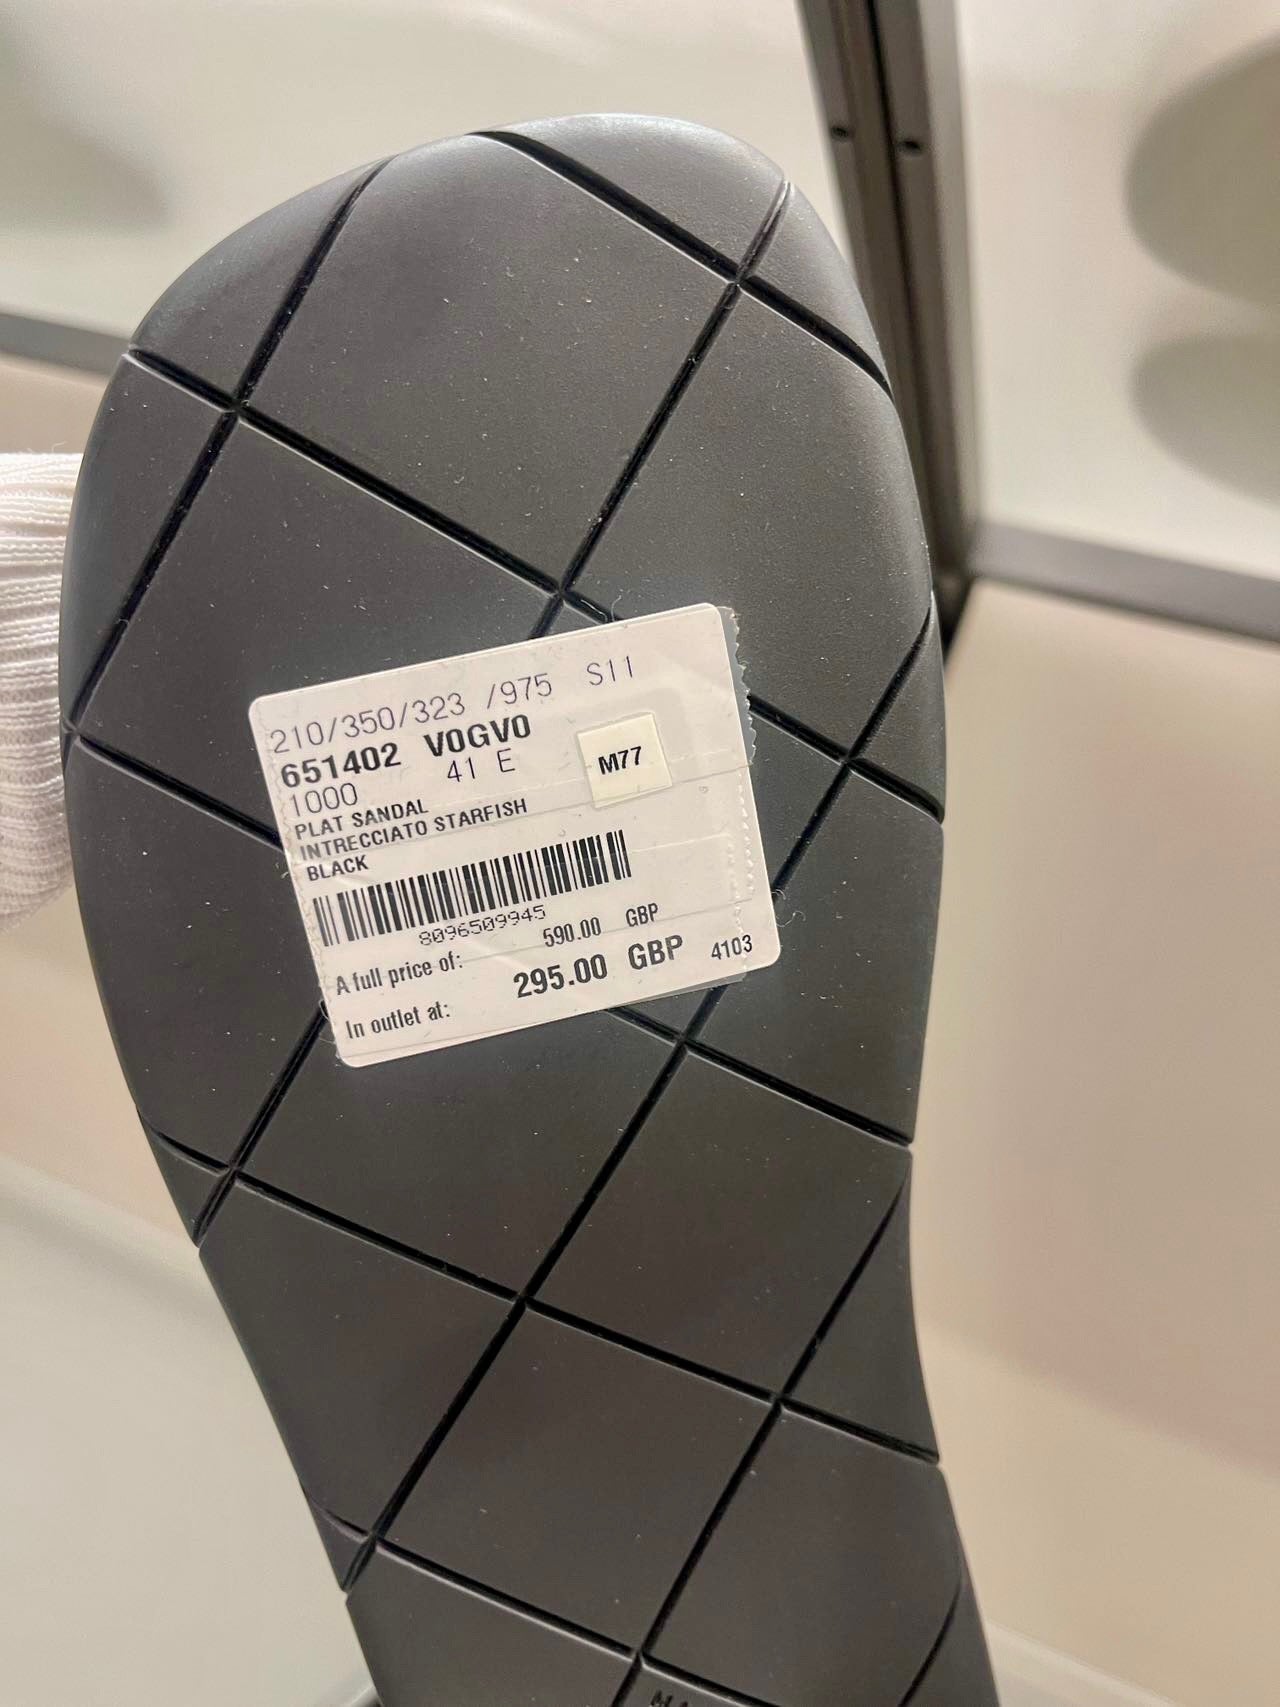 210/350/323 /975 S11
651402 V0GV0
1000 41 E
M77
PLAT SANDAL
INTRECCIATO STARFISH
BLACK
8096509945
A full price of: 590.00 GBP
In outlet at: 295.00 GBP 4103